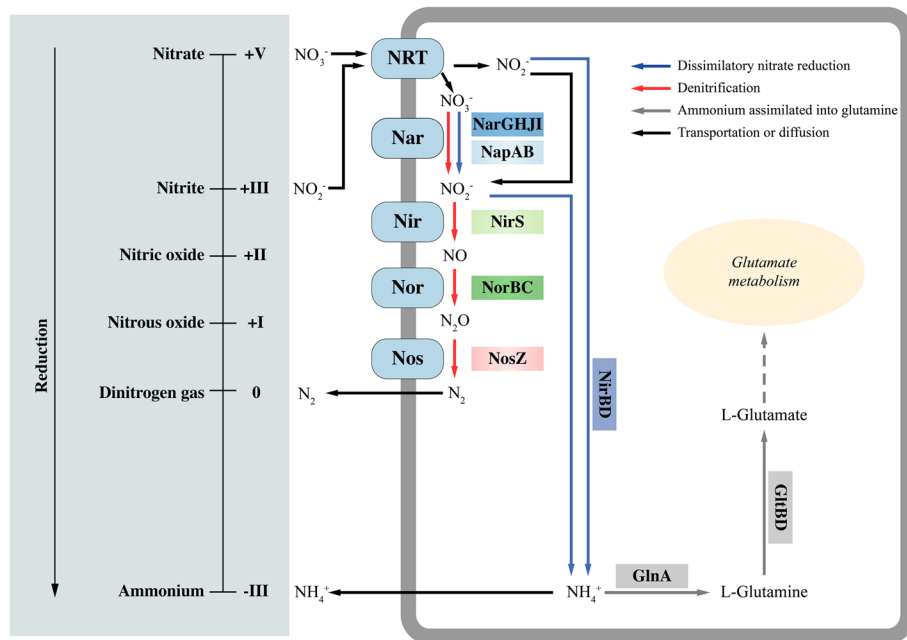 Nitrate +V NO₃⁻ NRT NO₂⁻
Dissimilatory nitrate reduction
Denitrification
Ammonium assimilated into glutamine
Transportation or diffusion
NO₃⁻
NarGHJI
Nar
NapAB
Nitrite +III NO₂⁻ NO₂⁻
Nir NirS
Nitric oxide +II NO
Glutamate
metabolism
Nor NorBC
Nitrous oxide +I N₂O
Nos NosZ
Reduction
Dinitrogen gas 0 N₂ N₂
NirBD
L-Glutamate
GltBD
GlnA
Ammonium -III NH₄⁺ NH₄⁺ L-Glutamine